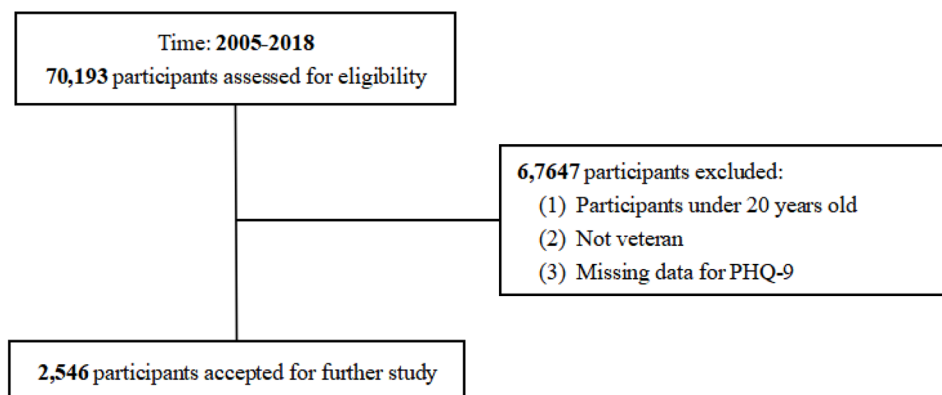 Time: 2005-2018
70,193 participants assessed for eligibility
6,7647 participants excluded:
(1) Participants under 20 years old
(2) Not veteran
(3) Missing data for PHQ-9
2,546 participants accepted for further study